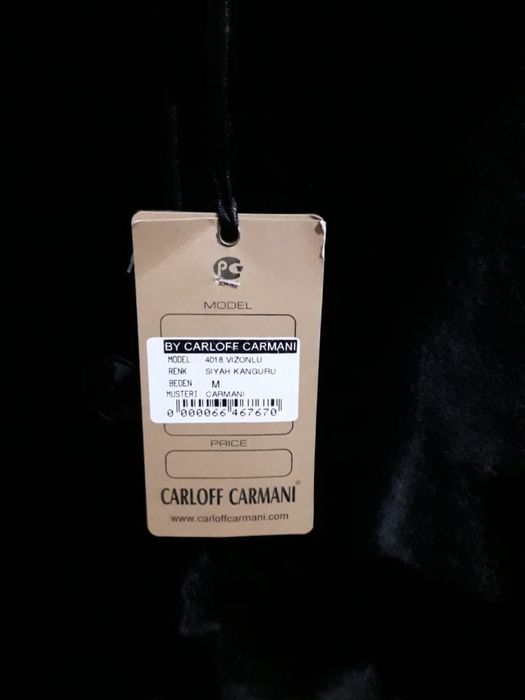 PG
MODEL
BY CARLOFF CARMANI
MODEL 4018 VIZONLU
RENK SIYAH KANGURU
BEDEN M
MUSTERI CARMANI
0 000066 467670
PRICE
CARLOFF CARMANI®
www.carloffcarmani.com